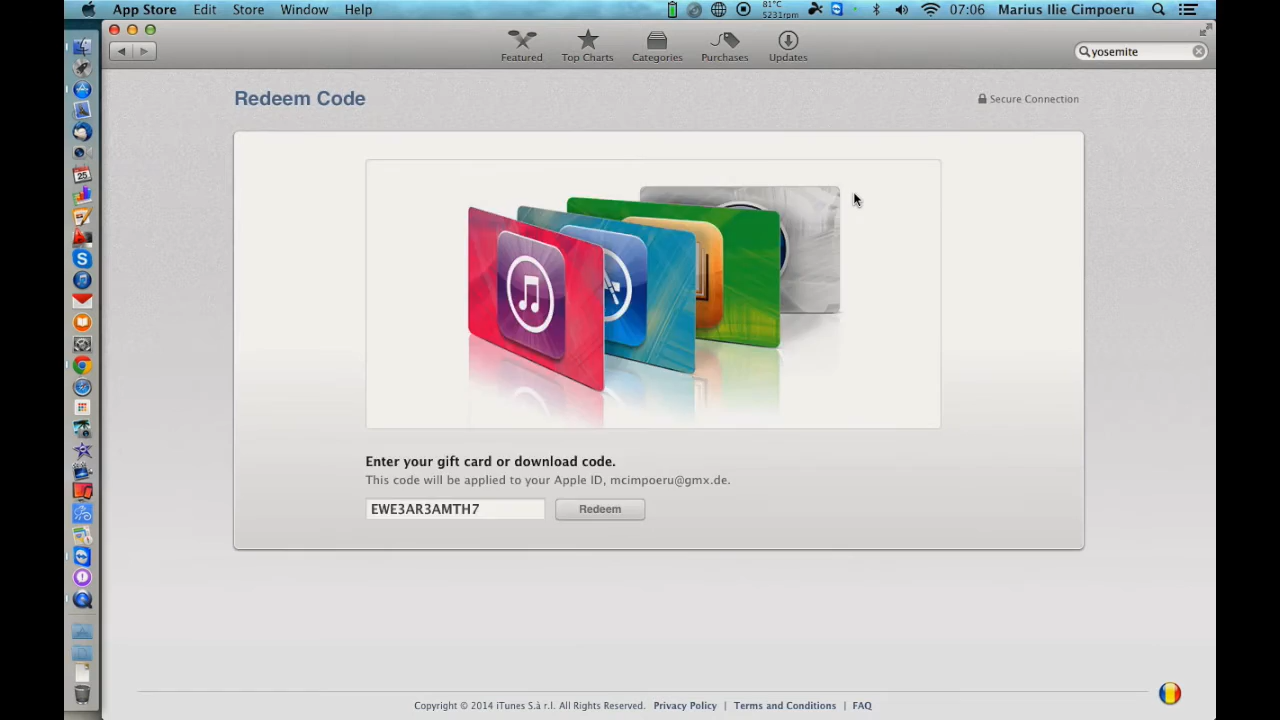 App Store Edit Store Window Help 81°C 5231rpm 07:06 Marius Ilie Cimpoeru
Featured Top Charts Categories Purchases Updates yosemite
Redeem Code Secure Connection
Enter your gift card or download code.
This code will be applied to your Apple ID, mcimpoeru@gmx.de.
EWE3AR3AMTH7 Redeem
Copyright © 2014 iTunes S.à r.l. All Rights Reserved. Privacy Policy | Terms and Conditions | FAQ